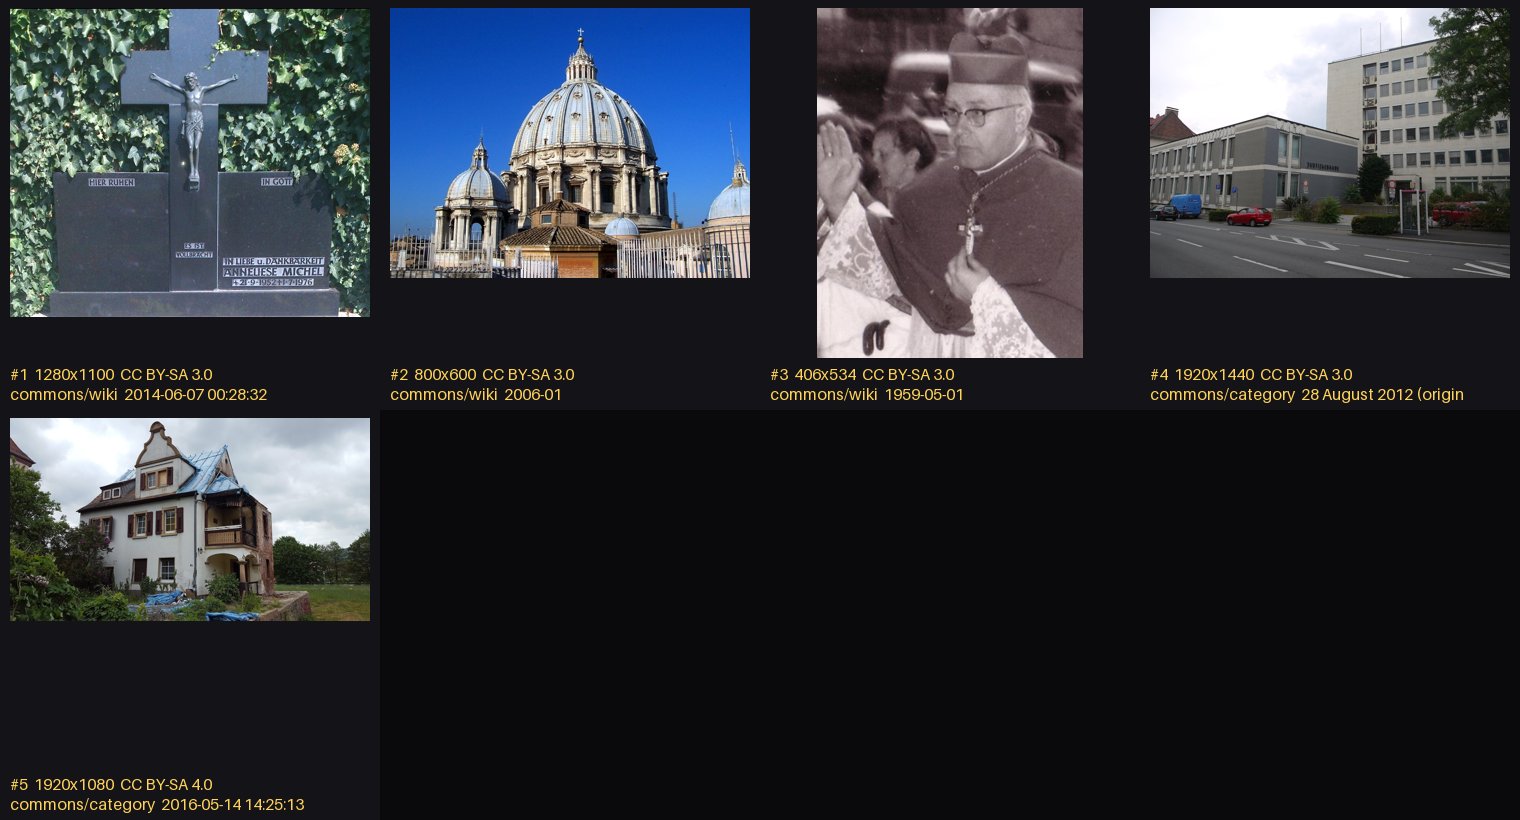 HIER RUHEN
IN GOTT
ES IST
VOLLBRACHT
IN LIEBE u. DANKBARKEIT
ANNELIESE MICHEL
#1 1280x1100 CC BY-SA 3.0
commons/wiki 2014-06-07 00:28:32
#2 800x600 CC BY-SA 3.0
commons/wiki 2006-01
#3 406x534 CC BY-SA 3.0
commons/wiki 1959-05-01
#4 1920x1440 CC BY-SA 3.0
commons/category 28 August 2012 (origin
#5 1920x1080 CC BY-SA 4.0
commons/category 2016-05-14 14:25:13